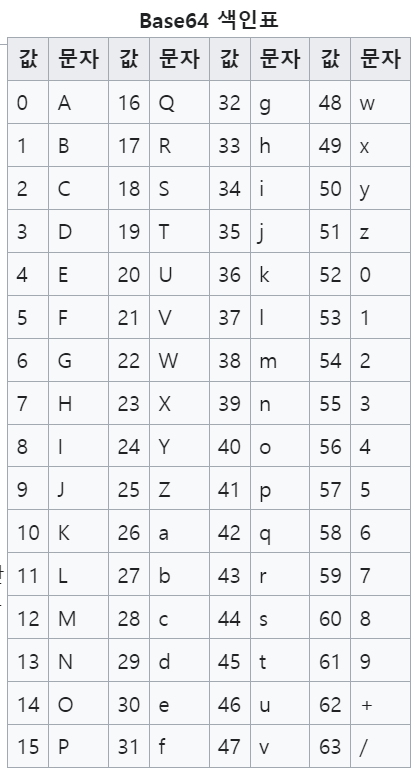 Base64 색인표
값 문자 값 문자 값 문자 값 문자
0 A 16 Q 32 g 48 w
1 B 17 R 33 h 49 x
2 C 18 S 34 i 50 y
3 D 19 T 35 j 51 z
4 E 20 U 36 k 52 0
5 F 21 V 37 l 53 1
6 G 22 W 38 m 54 2
7 H 23 X 39 n 55 3
8 I 24 Y 40 o 56 4
9 J 25 Z 41 p 57 5
10 K 26 a 42 q 58 6
11 L 27 b 43 r 59 7
12 M 28 c 44 s 60 8
13 N 29 d 45 t 61 9
14 O 30 e 46 u 62 +
15 P 31 f 47 v 63 /